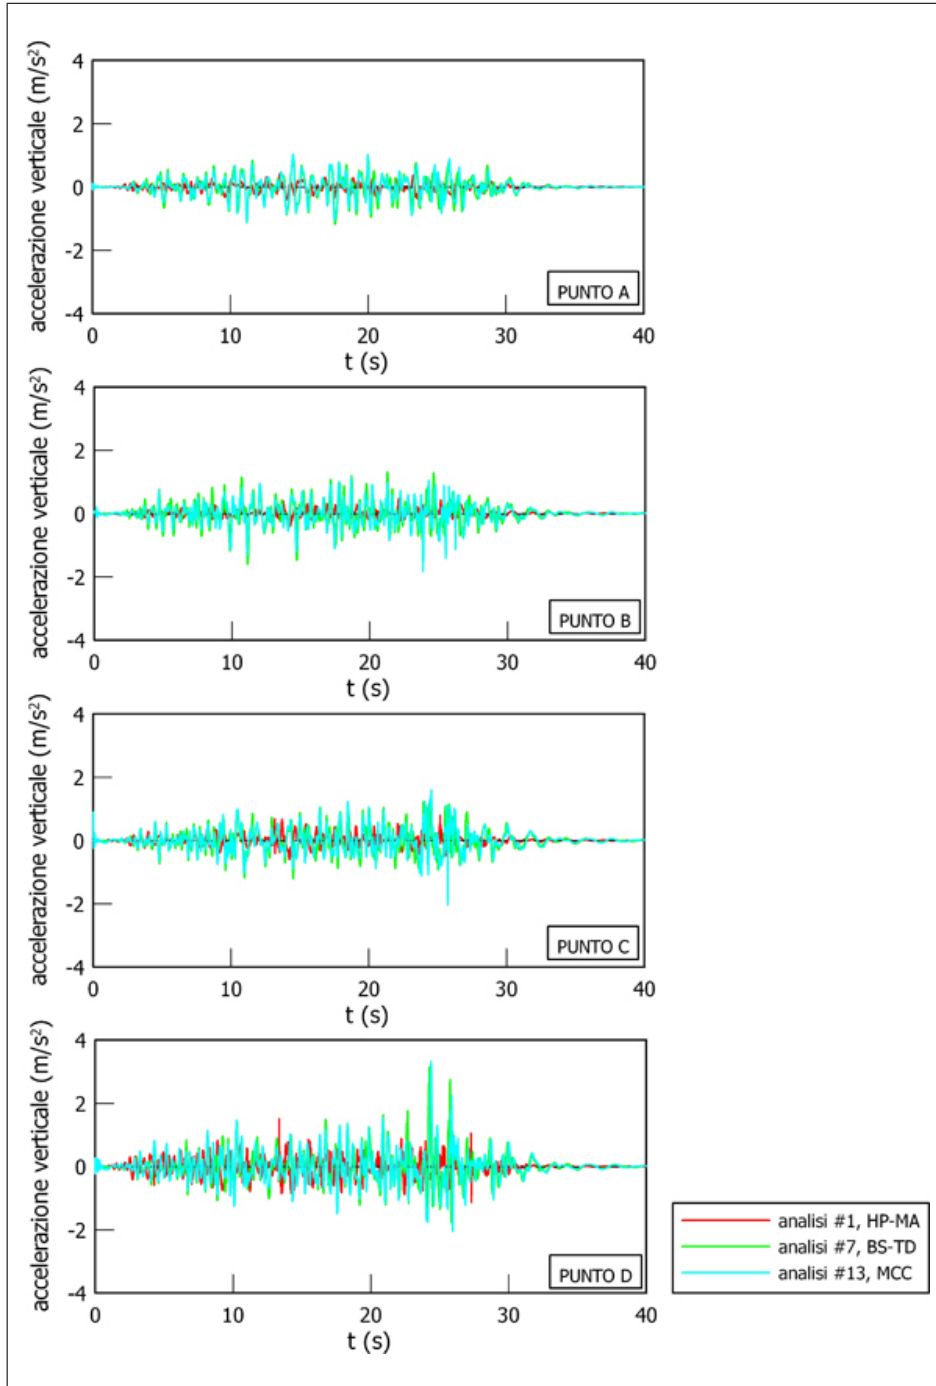 accelerazione verticale (m/s²)
4
2
0
-2
-4
PUNTO A
0 10 20 30 40
t (s)
accelerazione verticale (m/s²)
4
2
0
-2
-4
PUNTO B
0 10 20 30 40
t (s)
accelerazione verticale (m/s²)
4
2
0
-2
-4
PUNTO C
0 10 20 30 40
t (s)
accelerazione verticale (m/s²)
4
2
0
-2
-4
PUNTO D
0 10 20 30 40
t (s)
analisi #1, HP-MA
analisi #7, BS-TD
analisi #13, MCC